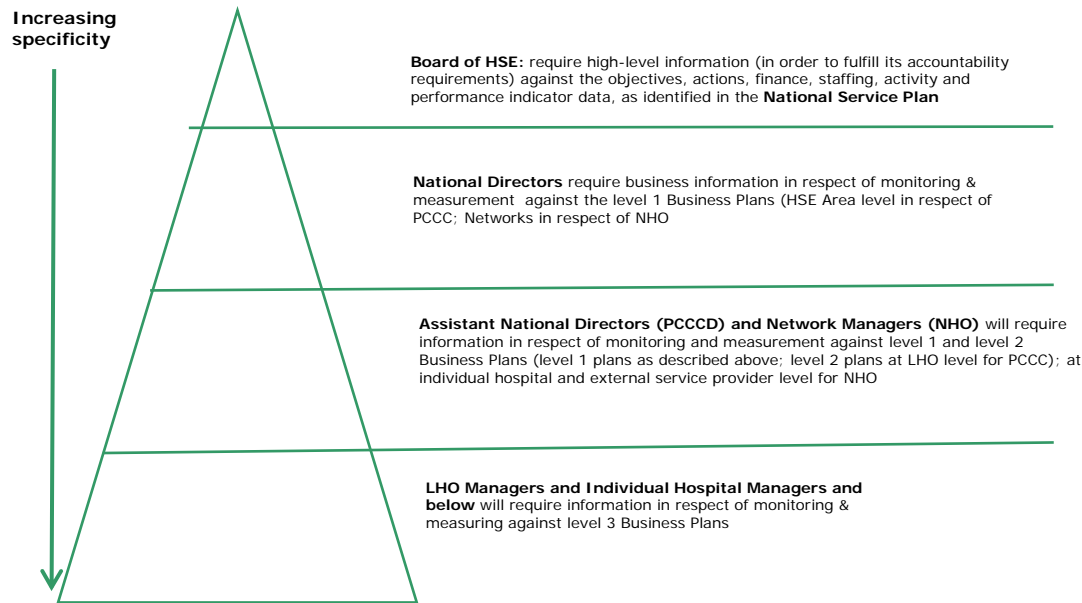 Increasing
specificity
Board of HSE: require high-level information (in order to fulfill its accountability
requirements) against the objectives, actions, finance, staffing, activity and
performance indicator data, as identified in the National Service Plan
National Directors require business information in respect of monitoring &
measurement against the level 1 Business Plans (HSE Area level in respect of
PCCC; Networks in respect of NHO
Assistant National Directors (PCCCD) and Network Managers (NHO) will require
information in respect of monitoring and measurement against level 1 and level 2
Business Plans (level 1 plans as described above; level 2 plans at LHO level for PCCC); at
individual hospital and external service provider level for NHO
LHO Managers and Individual Hospital Managers and
below will require information in respect of monitoring &
measuring against level 3 Business Plans